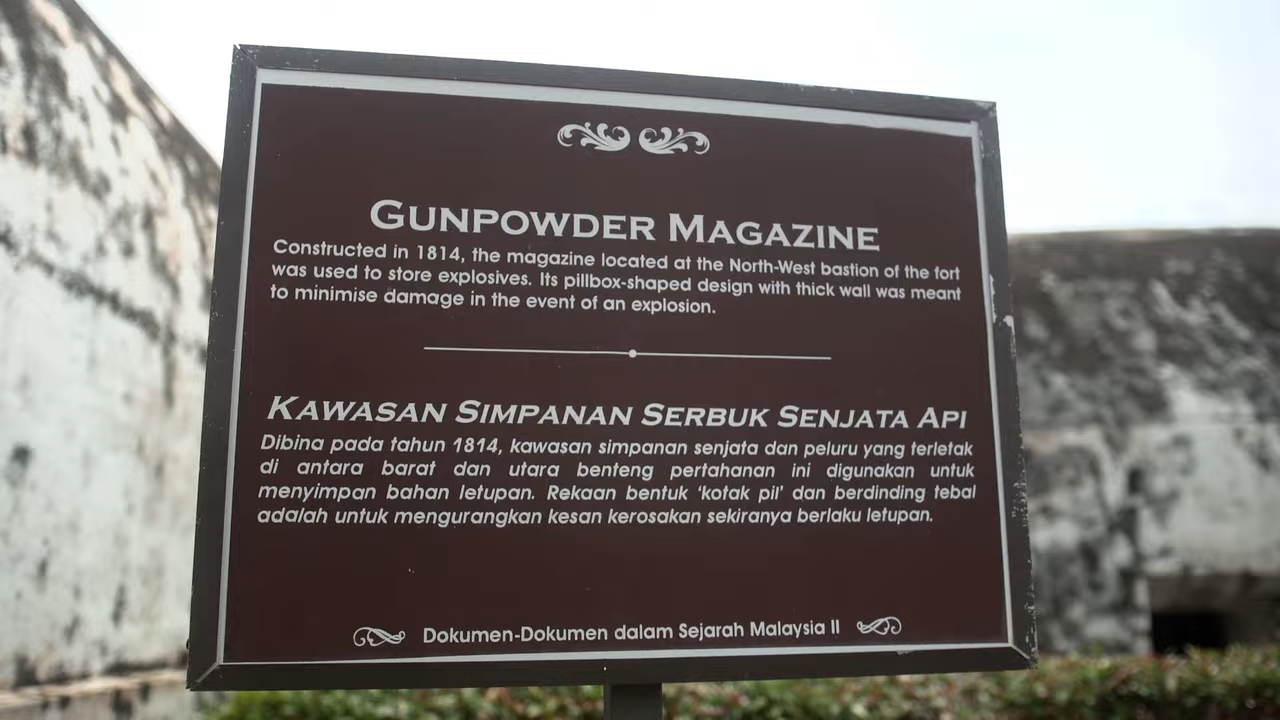 GUNPOWDER MAGAZINE
Constructed in 1814, the magazine located at the North-West bastion of the fort
was used to store explosives. Its pillbox-shaped design with thick wall was meant
to minimise damage in the event of an explosion.
KAWASAN SIMPANAN SERBUK SENJATA API
Dibina pada tahun 1814, kawasan simpanan senjata dan peluru yang terletak
di antara barat dan utara benteng pertahanan ini digunakan untuk
menyimpan bahan letupan. Rekaan bentuk ‘kotak pil’ dan berdinding tebal
adalah untuk mengurangkan kesan kerosakan sekiranya berlaku letupan.
Dokumen-Dokumen dalam Sejarah Malaysia II